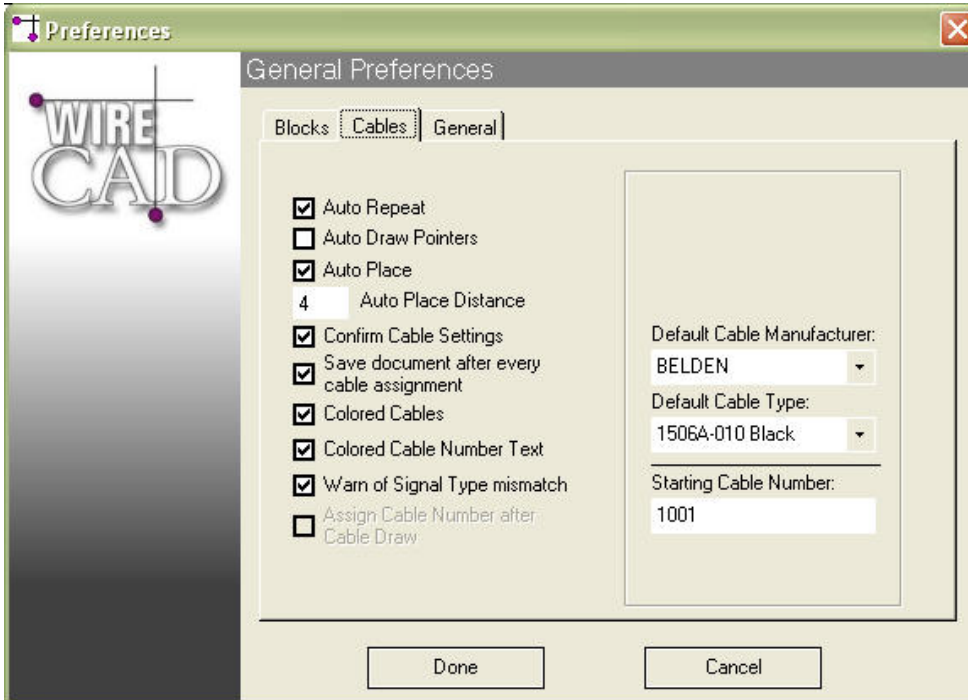 Preferences
WIRE
CAD
General Preferences
Blocks Cables General
Auto Repeat
Auto Draw Pointers
Auto Place
4 Auto Place Distance
Confirm Cable Settings
Save document after every
cable assignment
Colored Cables
Colored Cable Number Text
Warn of Signal Type mismatch
Assign Cable Number after
Cable Draw
Default Cable Manufacturer:
BELDEN
Default Cable Type:
1506A-010 Black
Starting Cable Number:
1001
Done Cancel